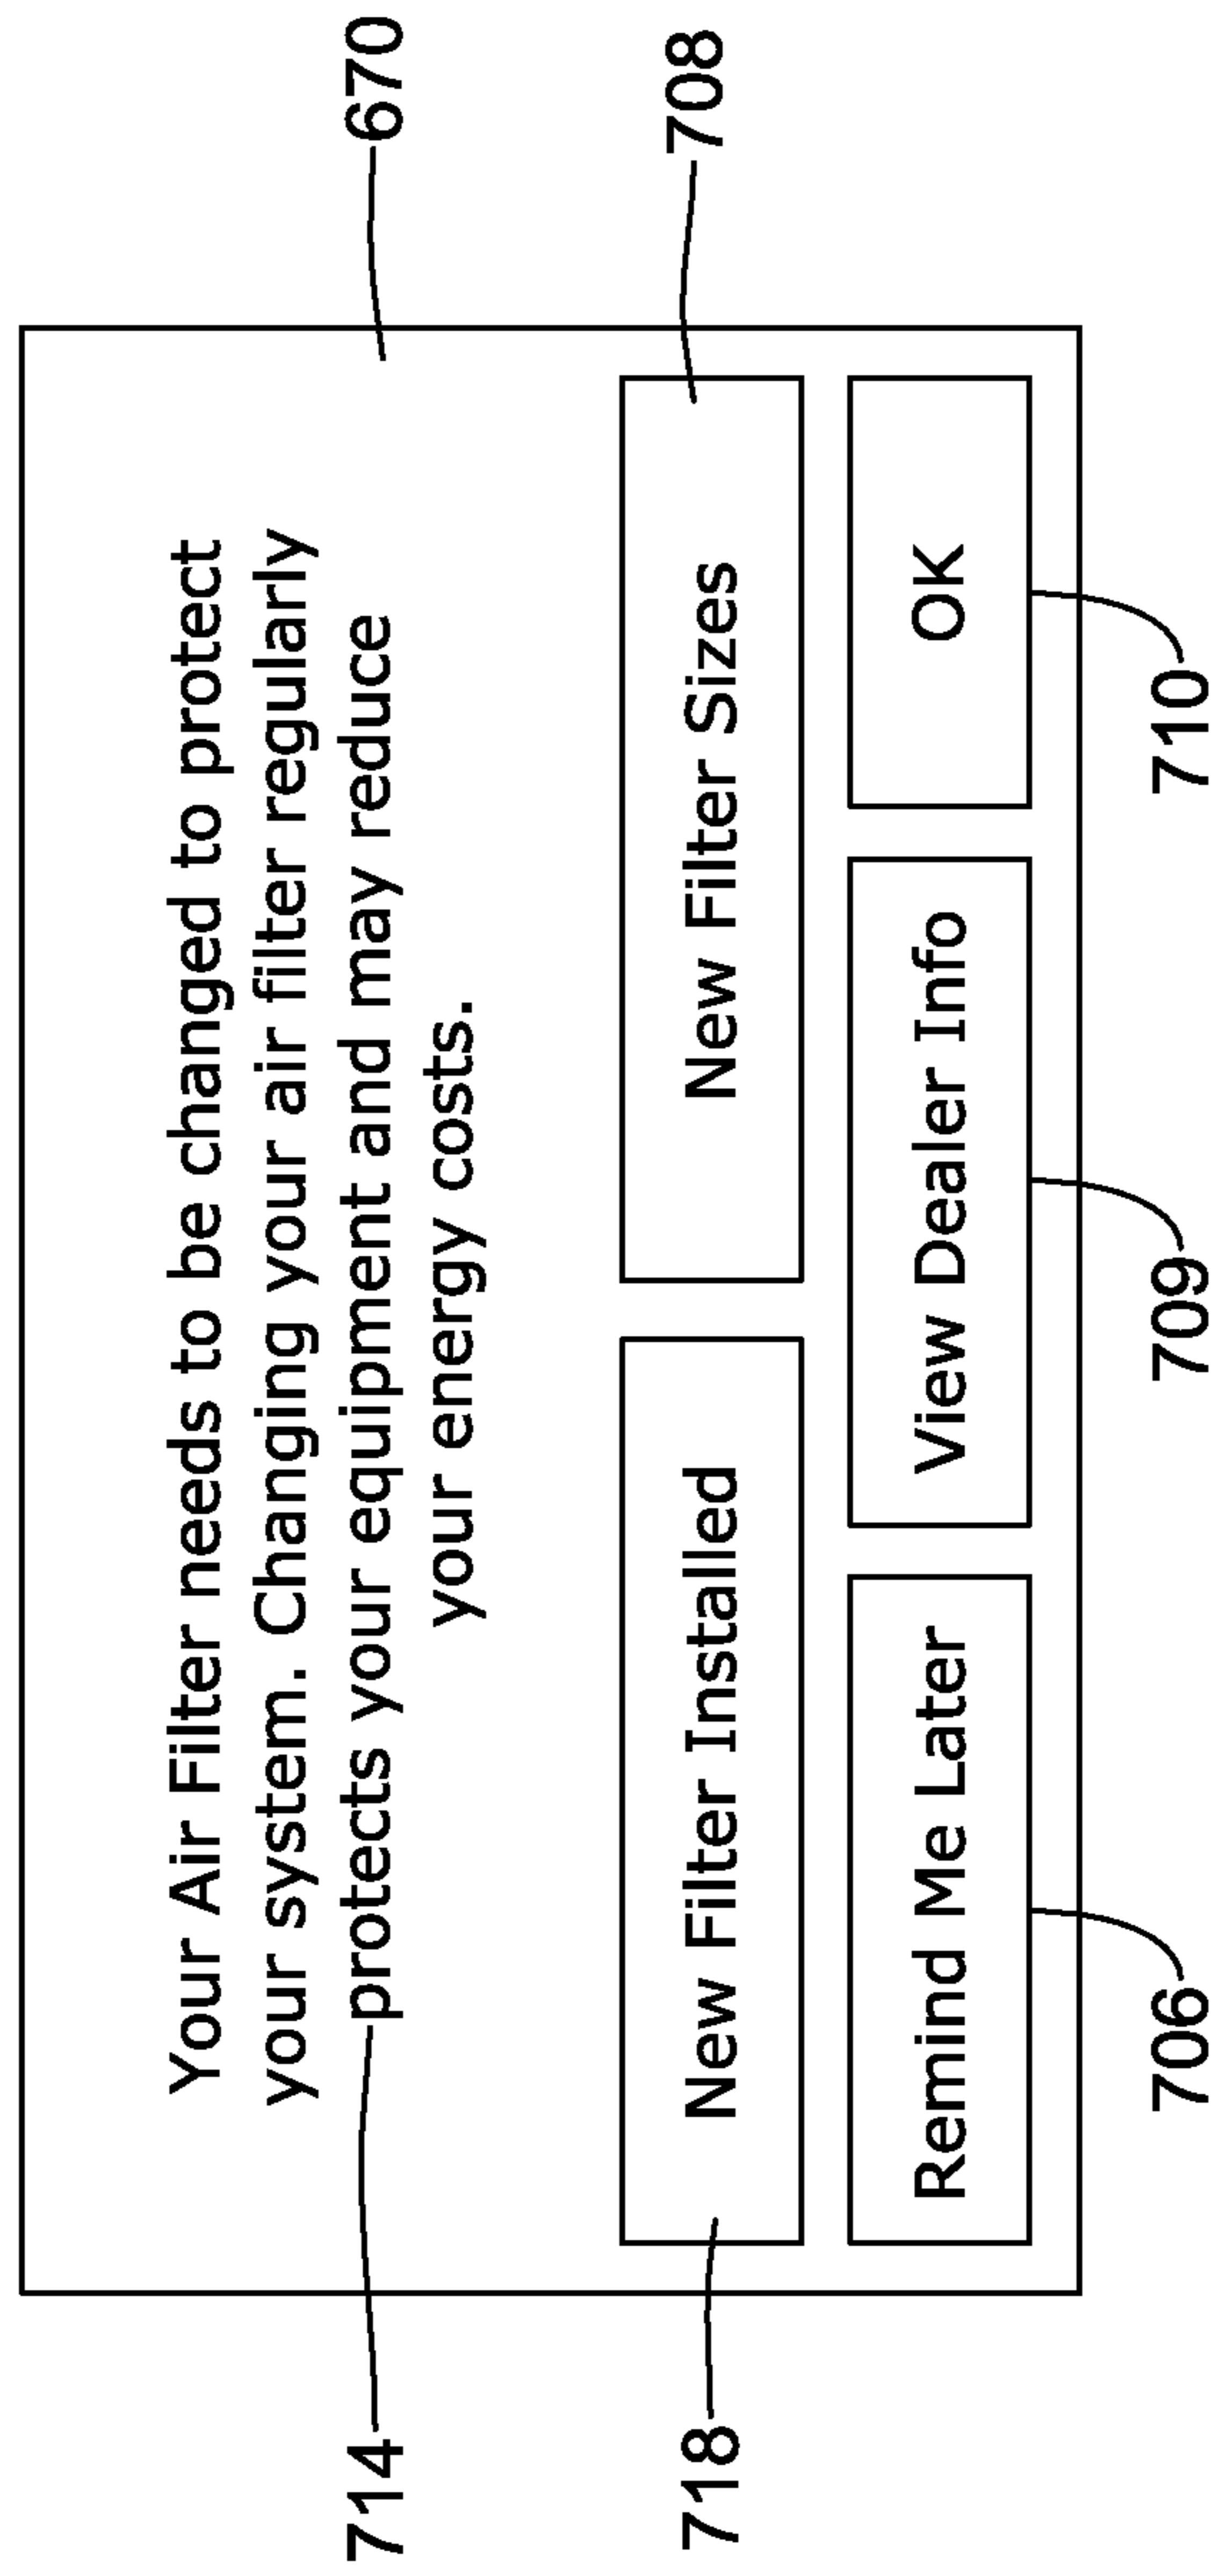 670
Your Air Filter needs to be changed to protect
your system. Changing your air filter regularly
protects your equipment and may reduce
your energy costs.
714
718
New Filter Installed
New Filter Sizes
708
Remind Me Later
View Dealer Info
OK
706
709
710